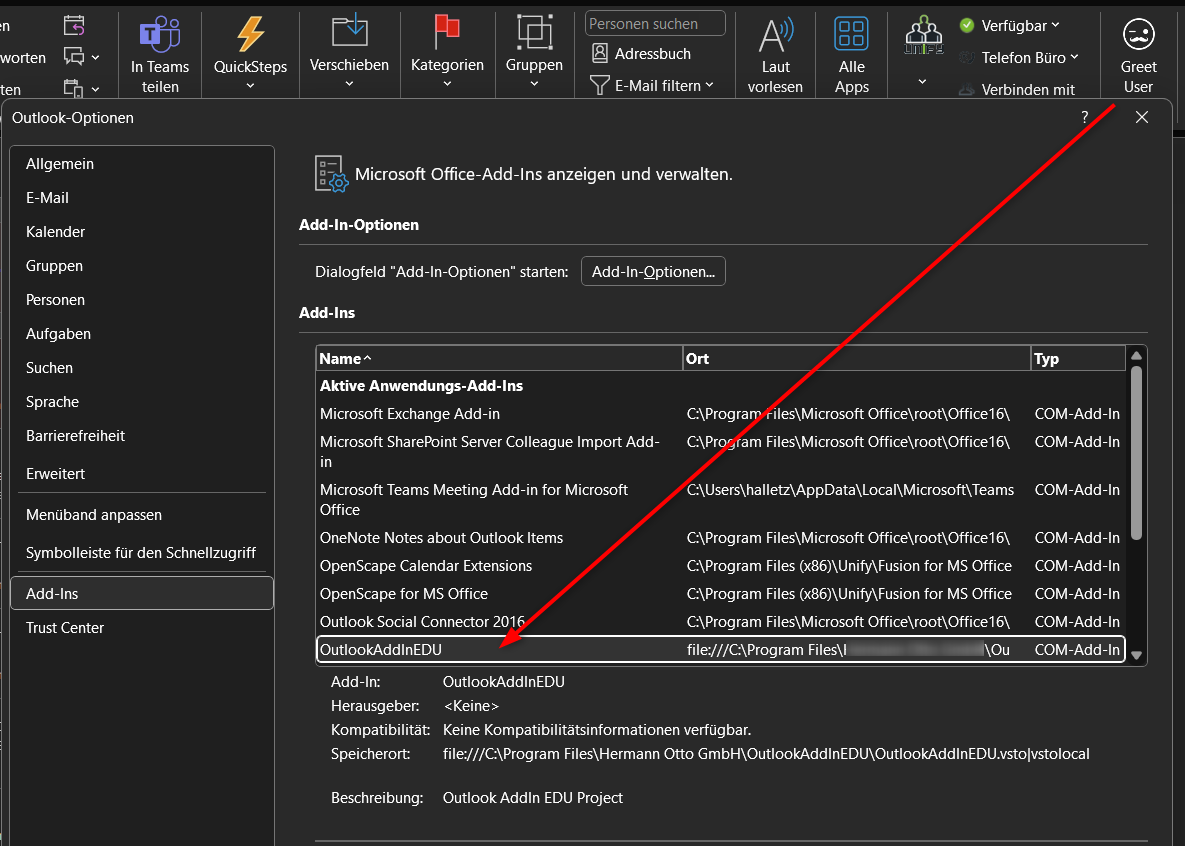 en
worten
ten
In Teams
teilen
QuickSteps
Verschieben
Kategorien
Gruppen
Personen suchen
Adressbuch
E-Mail filtern
Laut
vorlesen
Alle
Apps
UNIFY
Verfügbar
Telefon Büro
Verbinden mit
Greet
User
Outlook-Optionen
?
Allgemein
E-Mail
Kalender
Gruppen
Personen
Aufgaben
Suchen
Sprache
Barrierefreiheit
Erweitert
Menüband anpassen
Symbolleiste für den Schnellzugriff
Add-Ins
Trust Center
Microsoft Office-Add-Ins anzeigen und verwalten.
Add-In-Optionen
Dialogfeld "Add-In-Optionen" starten: Add-In-Optionen...
Add-Ins
Name Ort Typ
Aktive Anwendungs-Add-Ins
Microsoft Exchange Add-in C:\Program Files\Microsoft Office\root\Office16\ COM-Add-In
Microsoft SharePoint Server Colleague Import Add- C:\Program Files\Microsoft Office\root\Office16\ COM-Add-In
in
Microsoft Teams Meeting Add-in for Microsoft C:\Users\halletz\AppData\Local\Microsoft\Teams COM-Add-In
Office
OneNote Notes about Outlook Items C:\Program Files\Microsoft Office\root\Office16\ COM-Add-In
OpenScape Calendar Extensions C:\Program Files (x86)\Unify\Fusion for MS Office COM-Add-In
OpenScape for MS Office C:\Program Files (x86)\Unify\Fusion for MS Office COM-Add-In
Outlook Social Connector 2016 C:\Program Files\Microsoft Office\root\Office16\ COM-Add-In
OutlookAddInEDU file:///C:\Program Files\ \Ou COM-Add-In
Add-In: OutlookAddInEDU
Herausgeber: <Keine>
Kompatibilität: Keine Kompatibilitätsinformationen verfügbar.
Speicherort: file:///C:\Program Files\Hermann Otto GmbH\OutlookAddInEDU\OutlookAddInEDU.vsto|vstolocal
Beschreibung: Outlook AddIn EDU Project